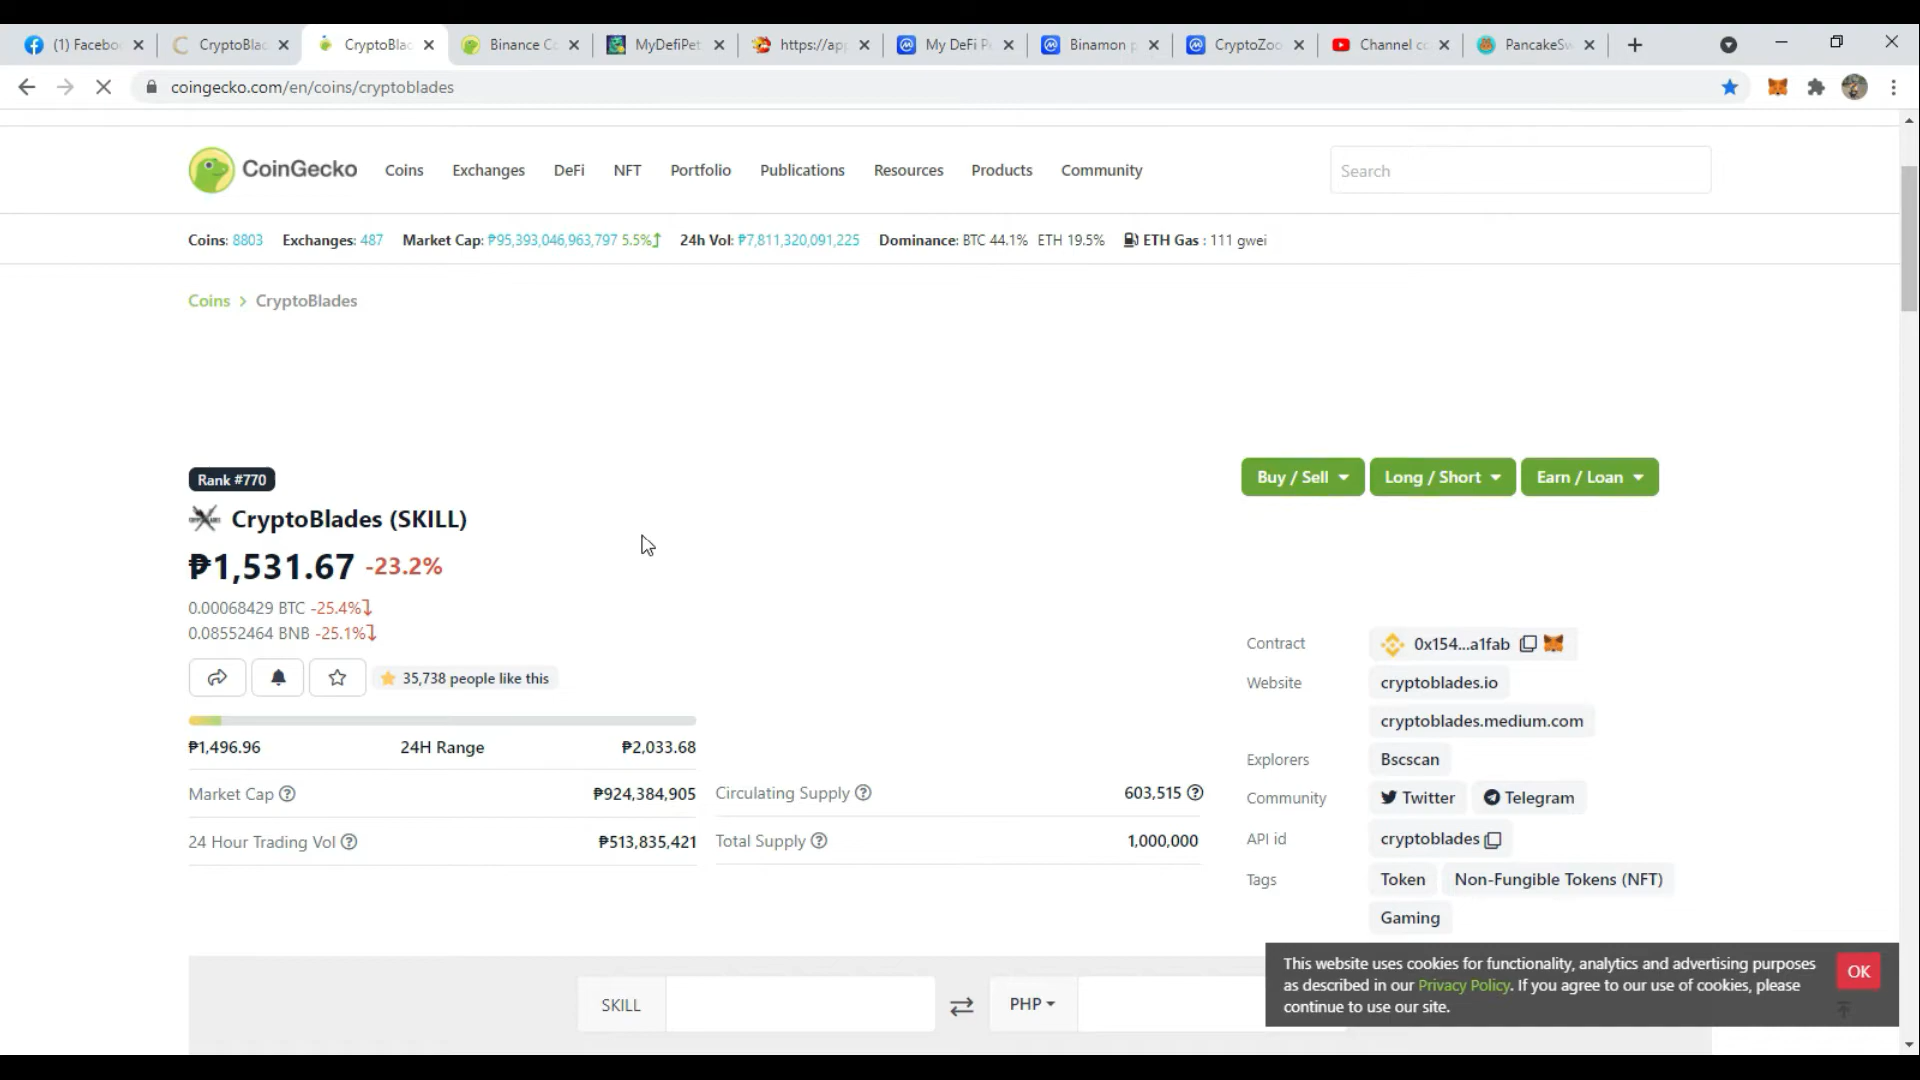 (1) Facebo
CryptoBlad
CryptoBlad
Binance Co
MyDefiPet
https://app
My DeFi P
Binamon p
CryptoZoo
Channel co
PancakeSw
coingecko.com/en/coins/cryptoblades
CoinGecko
Coins
Exchanges
DeFi
NFT
Portfolio
Publications
Resources
Products
Community
Search
Coins: 8803
Exchanges: 487
Market Cap: ₱95,393,046,963,797 5.5%
24h Vol: ₱7,811,320,091,225
Dominance: BTC 44.1% ETH 19.5%
ETH Gas : 111 gwei
Coins > CryptoBlades
Rank #770
Buy / Sell
Long / Short
Earn / Loan
CryptoBlades (SKILL)
₱1,531.67 -23.2%
0.00068429 BTC -25.4%
0.08552464 BNB -25.1%
35,738 people like this
₱1,496.96 24H Range ₱2,033.68
Market Cap ₱924,384,905
24 Hour Trading Vol ₱513,835,421
Circulating Supply 603,515
Total Supply 1,000,000
Contract 0x154...a1fab
Website cryptoblades.io
cryptoblades.medium.com
Explorers Bscscan
Community Twitter Telegram
API id cryptoblades
Tags Token Non-Fungible Tokens (NFT)
Gaming
SKILL
PHP
This website uses cookies for functionality, analytics and advertising purposes
as described in our Privacy Policy. If you agree to our use of cookies, please
continue to use our site.
OK